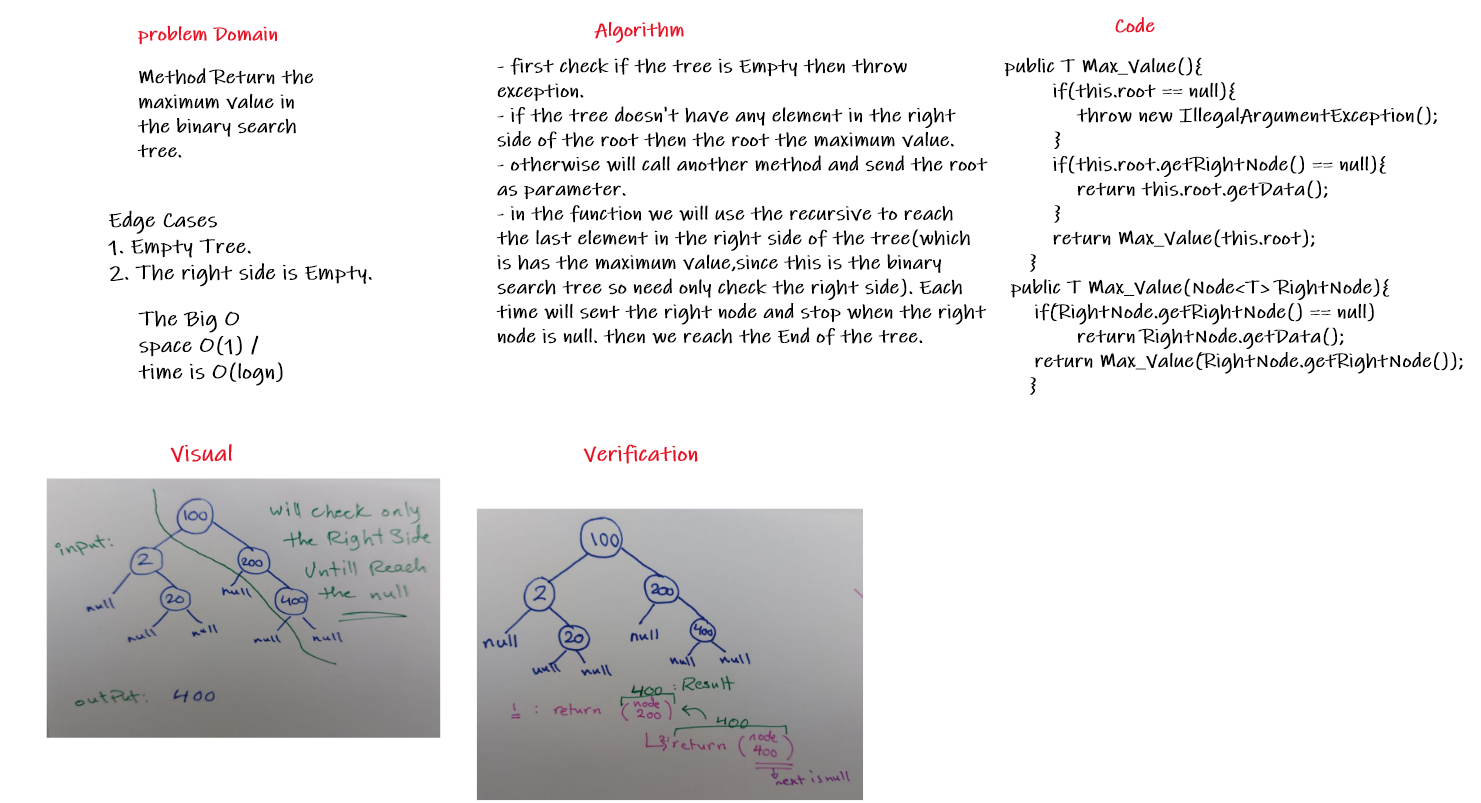 problem Domain
Method Return the
maximum value in
the binary search
tree.
Edge Cases
1. Empty Tree.
2. The right side is Empty.
The Big O
space O(1) /
time is O(logn)
Algorithm
- first check if the tree is Empty then throw
exception.
- if the tree doesn't have any element in the right
side of the root then the root the maximum value.
- otherwise will call another method and send the root
as parameter.
- in the function we will use the recursive to reach
the last element in the right side of the tree(which
is has the maximum value,since this is the binary
search tree so need only check the right side). Each
time will sent the right node and stop when the right
node is null. then we reach the End of the tree.
Code
public T Max_Value(){
if(this.root == null){
throw new IllegalArgumentException();
}
if(this.root.getRightNode() == null){
return this.root.getData();
}
return Max_Value(this.root);
}
public T Max_Value(Node<T> RightNode){
if(RightNode.getRightNode() == null)
return RightNode.getData();
return Max_Value(RightNode.getRightNode());
}
Visual
input:
100
2
200
null
20
null
400
null
null
null
null
will check only
the Right Side
Untill Reach
the null
output: 400
Verification
100
2
200
null
20
null
400
null
null
null
null
400 : Result
1 : return (node 200)
400
return (node 400)
next is null